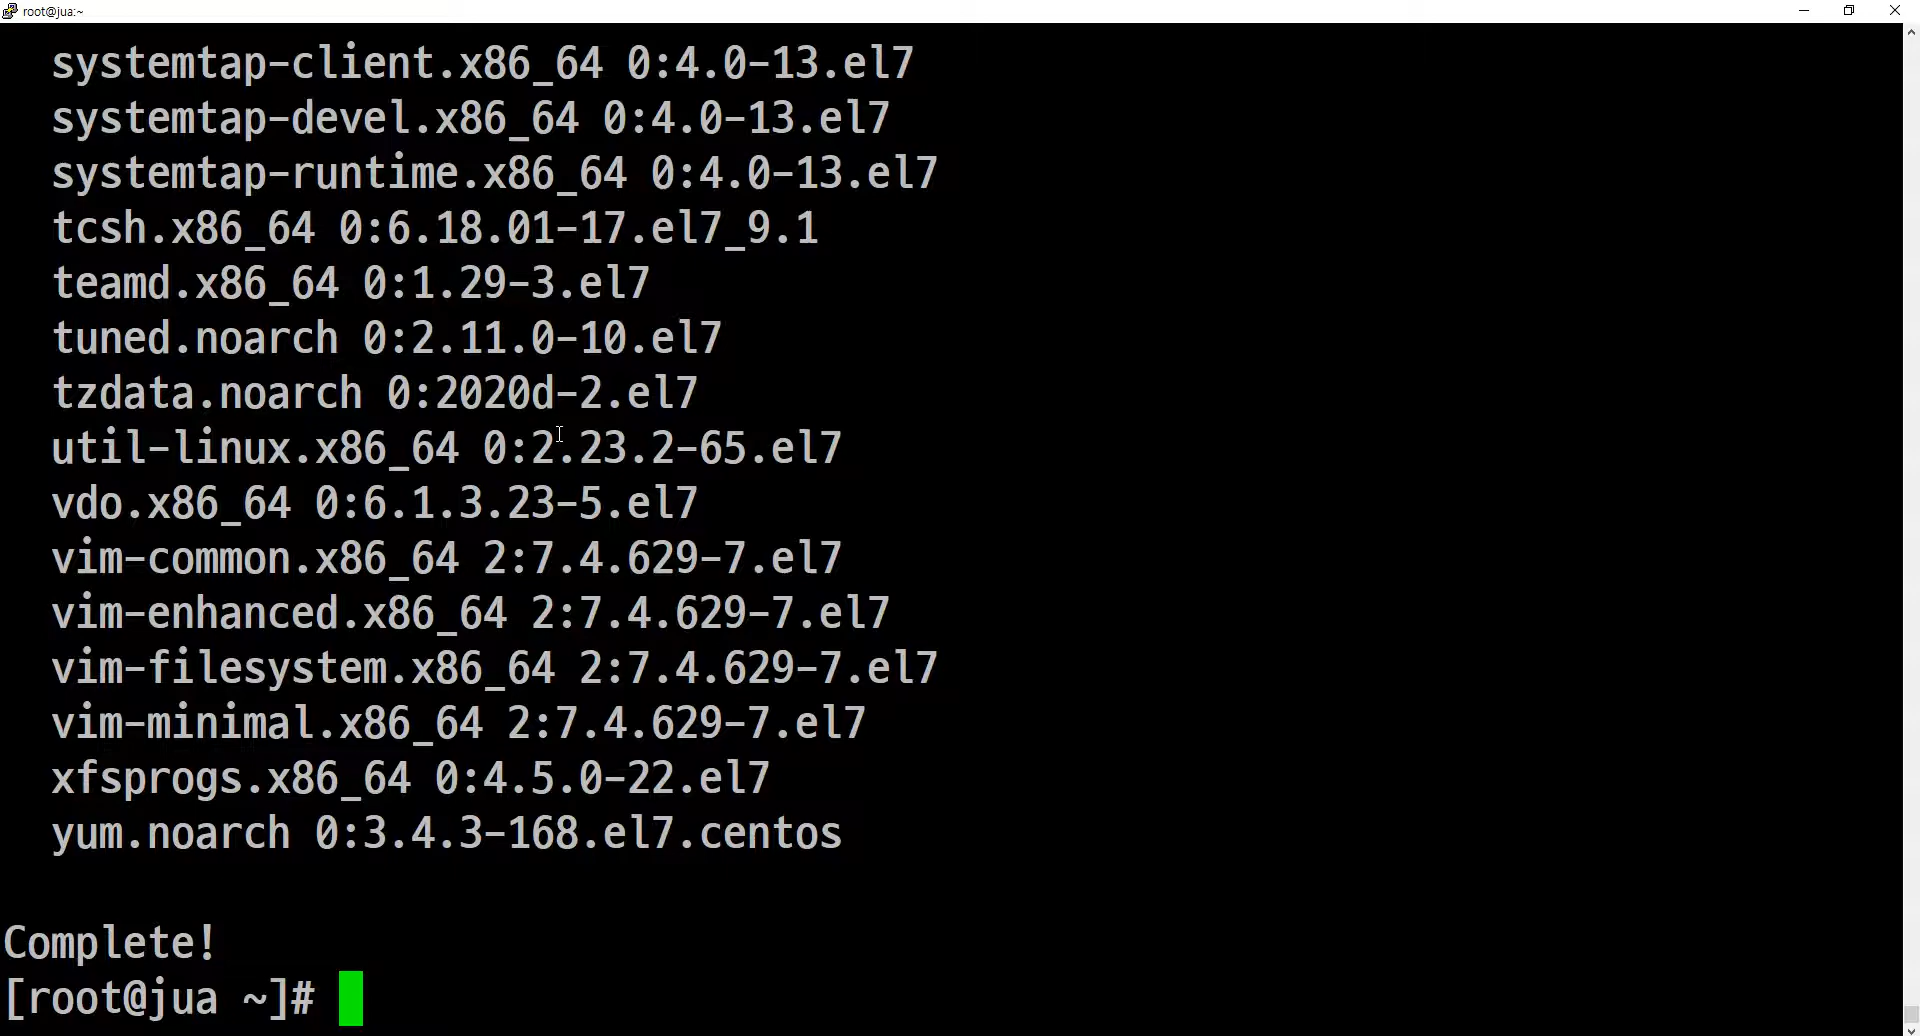 root@jua:~
systemtap-client.x86_64 0:4.0-13.el7
systemtap-devel.x86_64 0:4.0-13.el7
systemtap-runtime.x86_64 0:4.0-13.el7
tcsh.x86_64 0:6.18.01-17.el7_9.1
teamd.x86_64 0:1.29-3.el7
tuned.noarch 0:2.11.0-10.el7
tzdata.noarch 0:2020d-2.el7
util-linux.x86_64 0:2.23.2-65.el7
vdo.x86_64 0:6.1.3.23-5.el7
vim-common.x86_64 2:7.4.629-7.el7
vim-enhanced.x86_64 2:7.4.629-7.el7
vim-filesystem.x86_64 2:7.4.629-7.el7
vim-minimal.x86_64 2:7.4.629-7.el7
xfsprogs.x86_64 0:4.5.0-22.el7
yum.noarch 0:3.4.3-168.el7.centos
Complete!
[root@jua ~]#